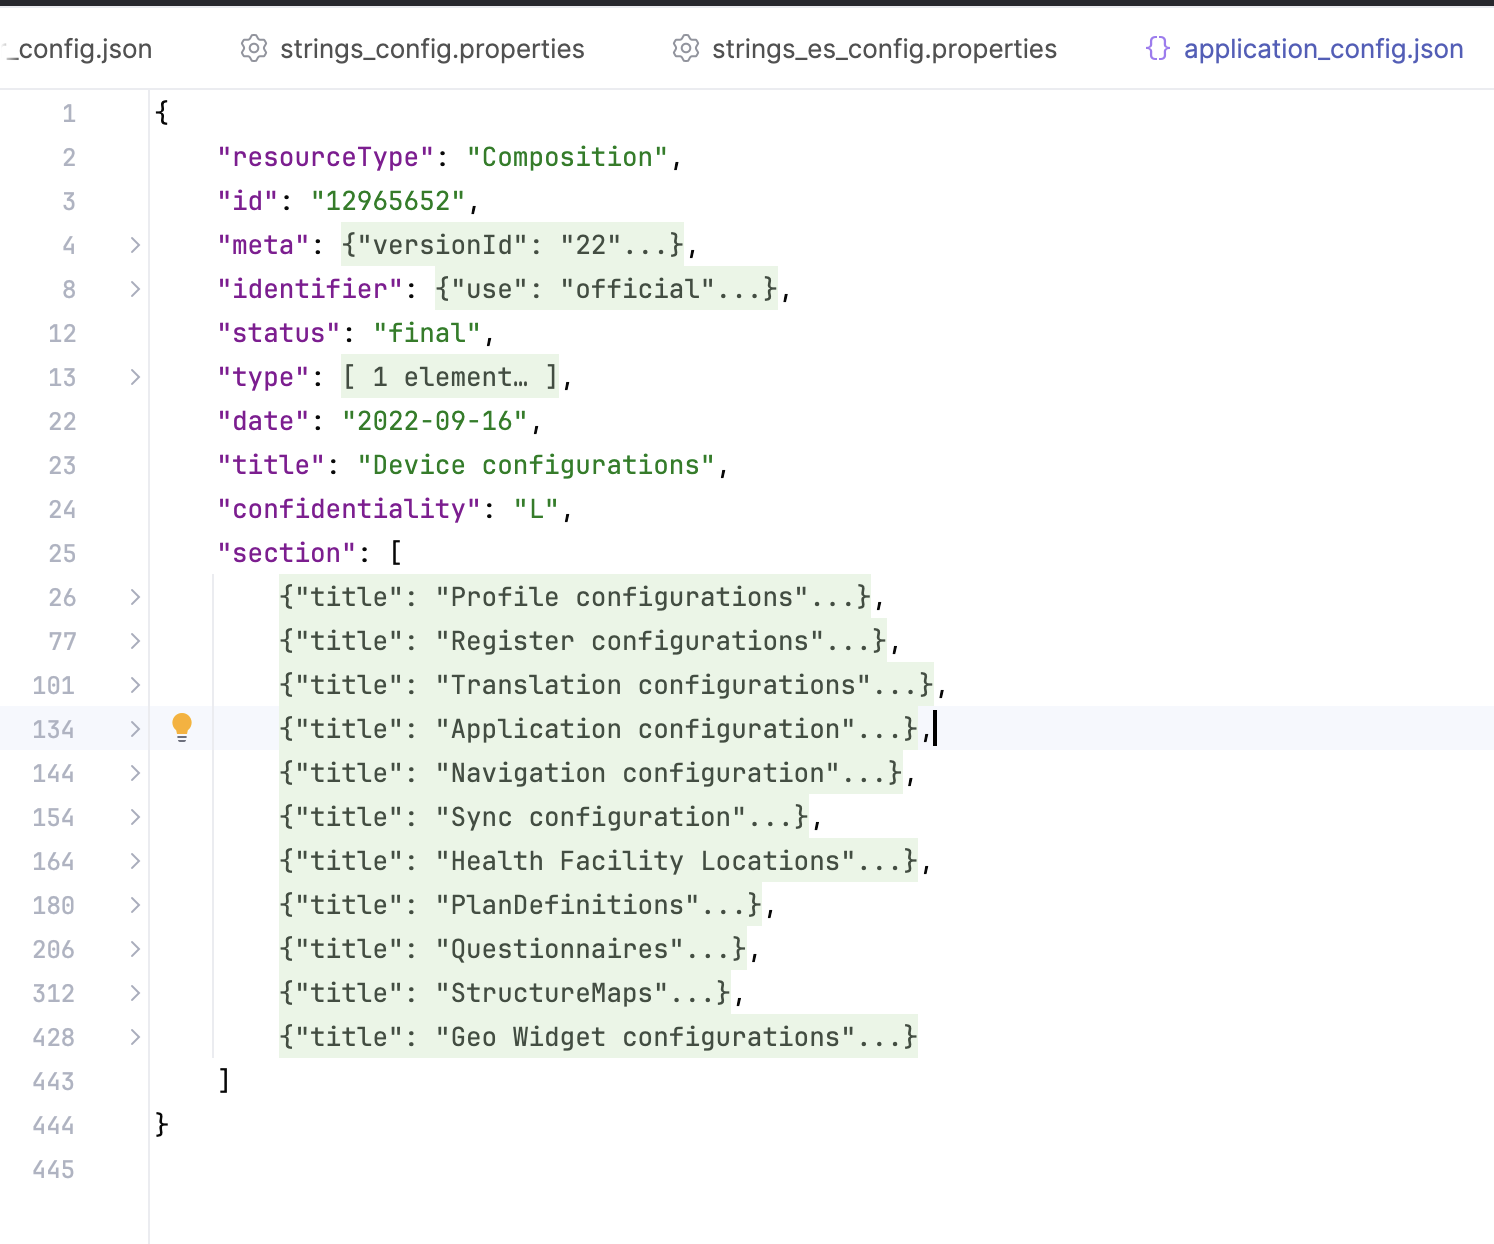 _config.json strings_config.properties strings_es_config.properties {} application_config.json
1 {
2 "resourceType": "Composition",
3 "id": "12965652",
4 "meta": {"versionId": "22"...},
8 "identifier": {"use": "official"...},
12 "status": "final",
13 "type": [ 1 element… ],
22 "date": "2022-09-16",
23 "title": "Device configurations",
24 "confidentiality": "L",
25 "section": [
26 {"title": "Profile configurations"...},
77 {"title": "Register configurations"...},
101 {"title": "Translation configurations"...},
134 {"title": "Application configuration"...},
144 {"title": "Navigation configuration"...},
154 {"title": "Sync configuration"...},
164 {"title": "Health Facility Locations"...},
180 {"title": "PlanDefinitions"...},
206 {"title": "Questionnaires"...},
312 {"title": "StructureMaps"...},
428 {"title": "Geo Widget configurations"...}
443 ]
444 }
445